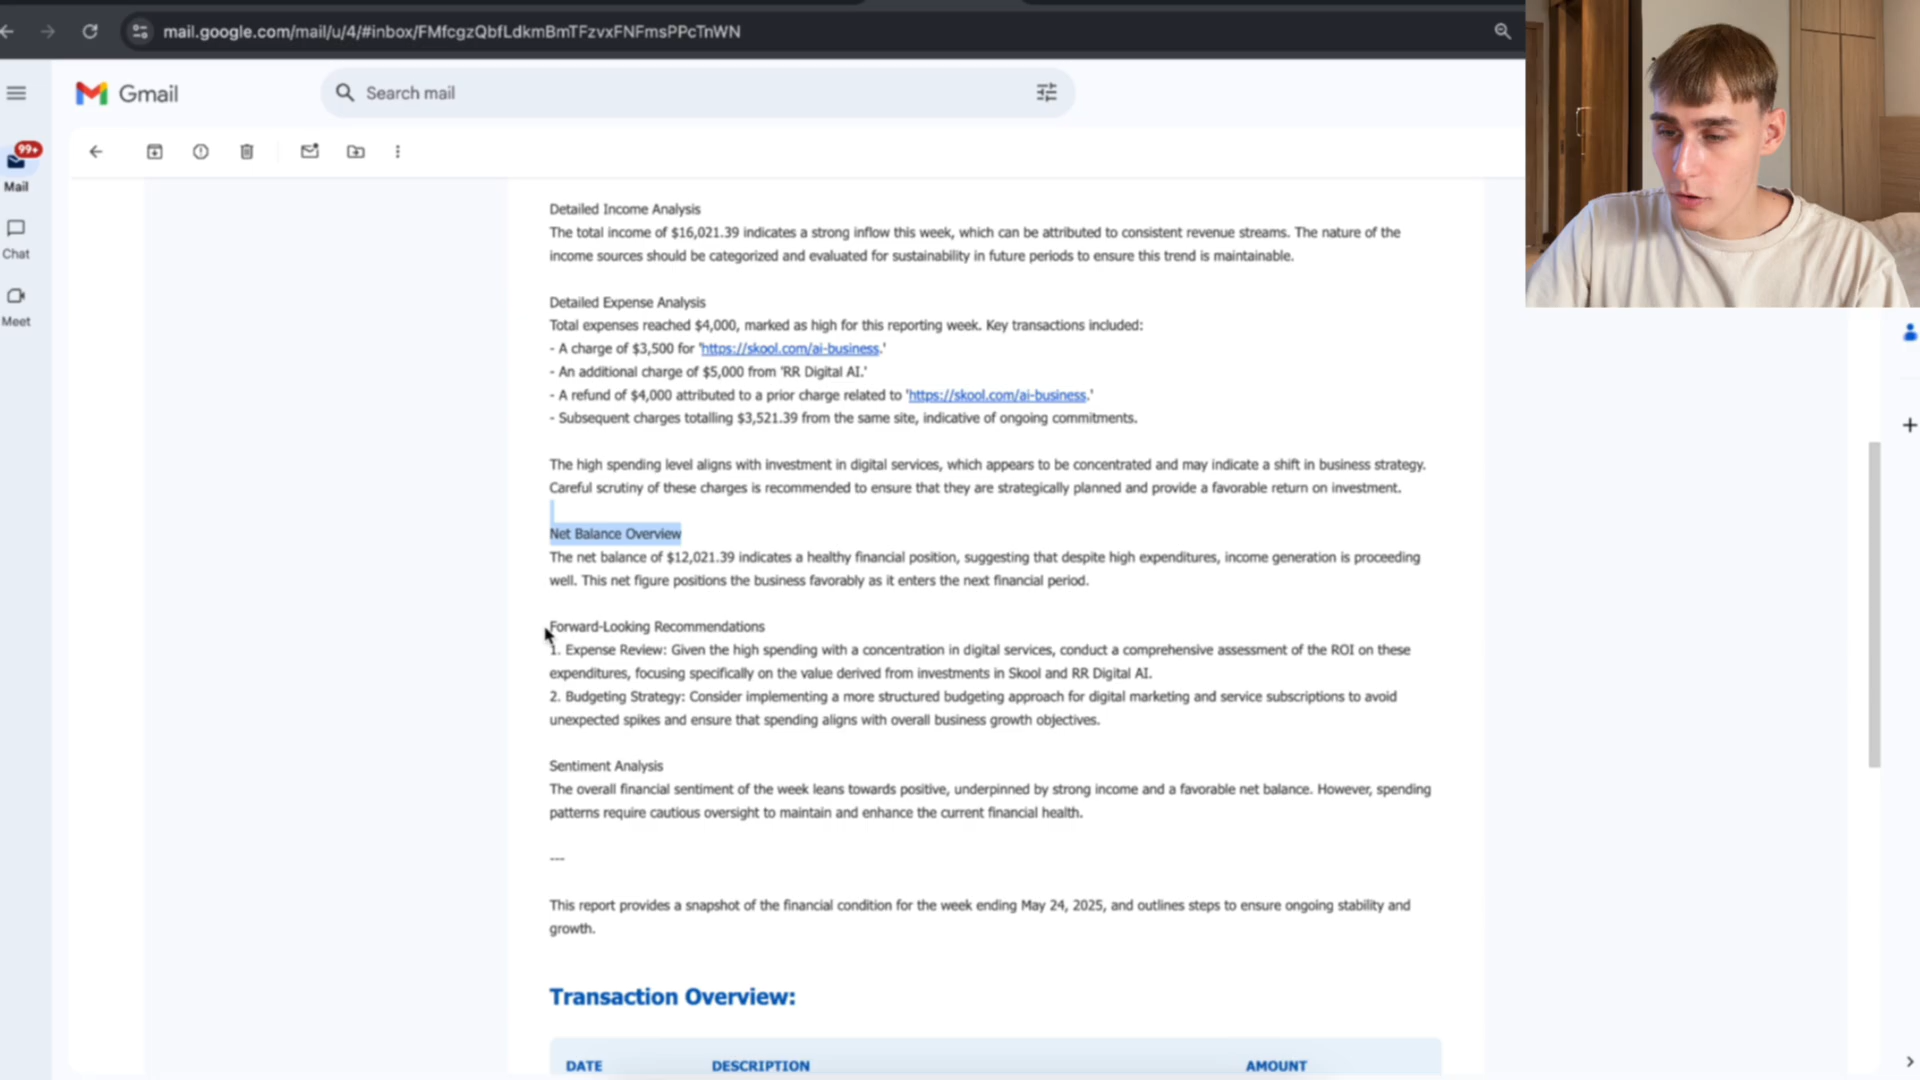 mail.google.com/mail/u/4/#inbox/FMfcgzQbfLdkmBmTFzvxFNFmsPPcTnWN
Gmail
Search mail
99+
Mail
Chat
Meet
Detailed Income Analysis
The total income of $16,021.39 indicates a strong inflow this week, which can be attributed to consistent revenue streams. The nature of the
income sources should be categorized and evaluated for sustainability in future periods to ensure this trend is maintainable.
Detailed Expense Analysis
Total expenses reached $4,000, marked as high for this reporting week. Key transactions included:
- A charge of $3,500 for 'https://skool.com/ai-business.'
- An additional charge of $5,000 from 'RR Digital AI.'
- A refund of $4,000 attributed to a prior charge related to 'https://skool.com/ai-business.'
- Subsequent charges totalling $3,521.39 from the same site, indicative of ongoing commitments.
The high spending level aligns with investment in digital services, which appears to be concentrated and may indicate a shift in business strategy.
Careful scrutiny of these charges is recommended to ensure that they are strategically planned and provide a favorable return on investment.
Net Balance Overview
The net balance of $12,021.39 indicates a healthy financial position, suggesting that despite high expenditures, income generation is proceeding
well. This net figure positions the business favorably as it enters the next financial period.
Forward-Looking Recommendations
1. Expense Review: Given the high spending with a concentration in digital services, conduct a comprehensive assessment of the ROI on these
expenditures, focusing specifically on the value derived from investments in Skool and RR Digital AI.
2. Budgeting Strategy: Consider implementing a more structured budgeting approach for digital marketing and service subscriptions to avoid
unexpected spikes and ensure that spending aligns with overall business growth objectives.
Sentiment Analysis
The overall financial sentiment of the week leans towards positive, underpinned by strong income and a favorable net balance. However, spending
patterns require cautious oversight to maintain and enhance the current financial health.
---
This report provides a snapshot of the financial condition for the week ending May 24, 2025, and outlines steps to ensure ongoing stability and
growth.
Transaction Overview:
DATE DESCRIPTION AMOUNT